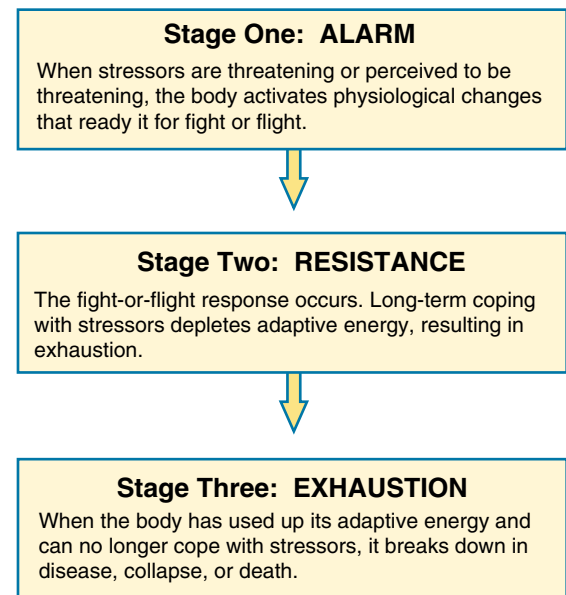 Stage One: ALARM
When stressors are threatening or perceived to be
threatening, the body activates physiological changes
that ready it for fight or flight.
Stage Two: RESISTANCE
The fight-or-flight response occurs. Long-term coping
with stressors depletes adaptive energy, resulting in
exhaustion.
Stage Three: EXHAUSTION
When the body has used up its adaptive energy and
can no longer cope with stressors, it breaks down in
disease, collapse, or death.